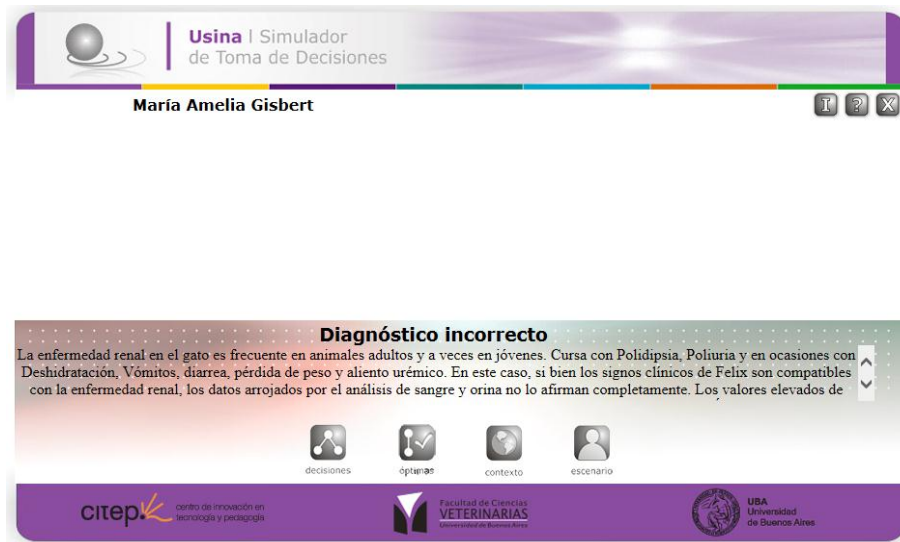 Usina | Simulador
de Toma de Decisiones
María Amelia Gisbert
I ? X
Diagnóstico incorrecto
La enfermedad renal en el gato es frecuente en animales adultos y a veces en jóvenes. Cursa con Polidipsia, Poliuria y en ocasiones con
Deshidratación, Vómitos, diarrea, pérdida de peso y aliento urémico. En este caso, si bien los signos clínicos de Felix son compatibles
con la enfermedad renal, los datos arrojados por el análisis de sangre y orina no lo afirman completamente. Los valores elevados de
decisiones óptimas contexto escenario
citep centro de innovación en
tecnología y pedagogía
Facultad de Ciencias
VETERINARIAS
Universidad de Buenos Aires
UBA
Universidad
de Buenos Aires